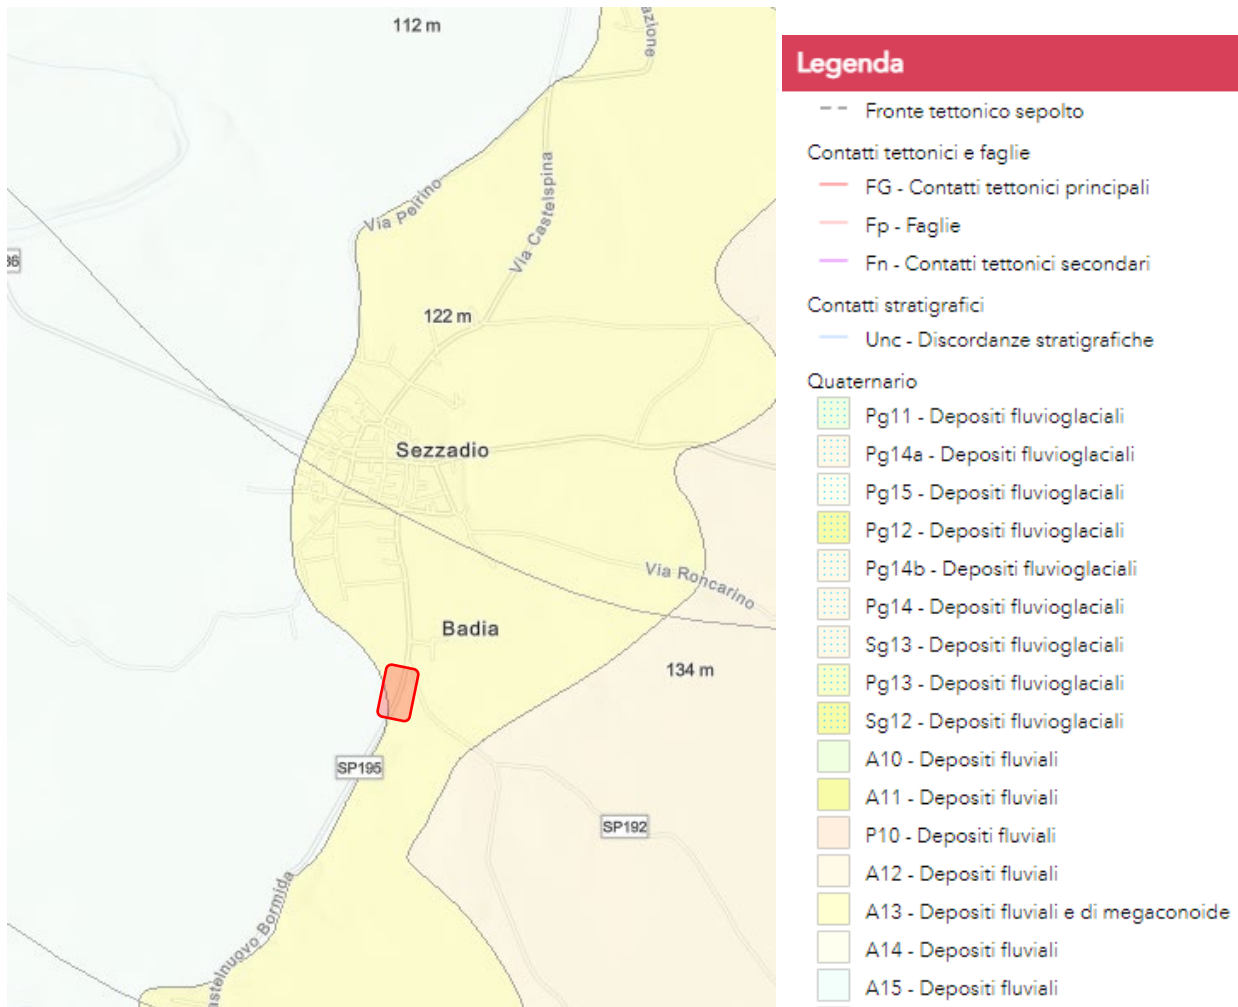 112 m
azione
Via Peirino
Via Castelspina
36
122 m
Sezzadio
Via Roncarino
Badia
134 m
SP195
SP192
astelnuovo Bormida
Legenda
Fronte tettonico sepolto
Contatti tettonici e faglie
FG - Contatti tettonici principali
Fp - Faglie
Fn - Contatti tettonici secondari
Contatti stratigrafici
Unc - Discordanze stratigrafiche
Quaternario
Pg11 - Depositi fluvioglaciali
Pg14a - Depositi fluvioglaciali
Pg15 - Depositi fluvioglaciali
Pg12 - Depositi fluvioglaciali
Pg14b - Depositi fluvioglaciali
Pg14 - Depositi fluvioglaciali
Sg13 - Depositi fluvioglaciali
Pg13 - Depositi fluvioglaciali
Sg12 - Depositi fluvioglaciali
A10 - Depositi fluviali
A11 - Depositi fluviali
P10 - Depositi fluviali
A12 - Depositi fluviali
A13 - Depositi fluviali e di megaconoide
A14 - Depositi fluviali
A15 - Depositi fluviali